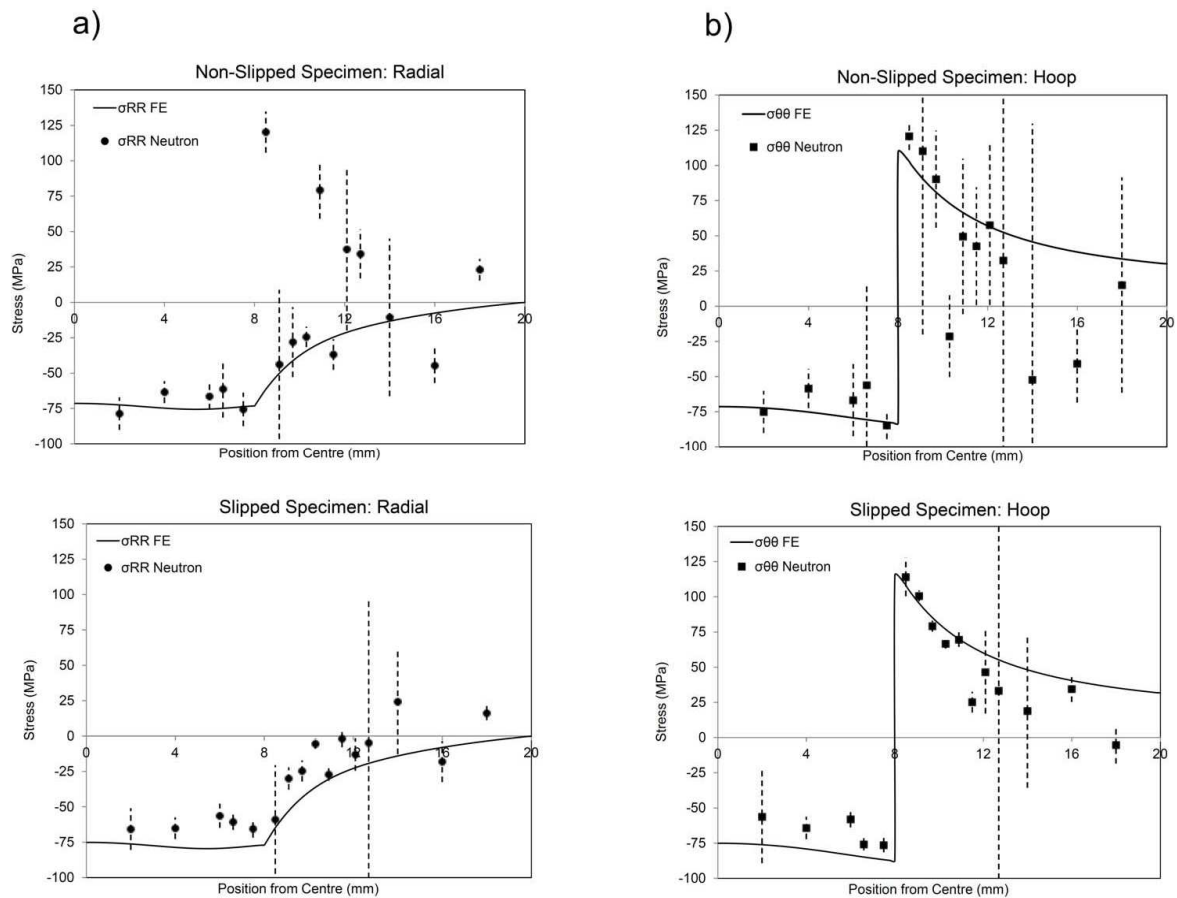 a)
Non-Slipped Specimen: Radial
150
125
100
75
50
25
0
-25
-50
-75
-100
Stress (MPa)
σRR FE
σRR Neutron
0 4 8 12 16 20
Position from Centre (mm)
b)
Non-Slipped Specimen: Hoop
150
125
100
75
50
25
0
-25
-50
-75
-100
Stress (MPa)
σθθ FE
σθθ Neutron
0 4 8 12 16 20
Position from Centre (mm)
Slipped Specimen: Radial
150
125
100
75
50
25
0
-25
-50
-75
-100
Stress (MPa)
σRR FE
σRR Neutron
0 4 8 12 16 20
Position from Centre (mm)
Slipped Specimen: Hoop
150
125
100
75
50
25
0
-25
-50
-75
-100
Stress (MPa)
σθθ FE
σθθ Neutron
0 4 8 12 16 20
Position from Centre (mm)